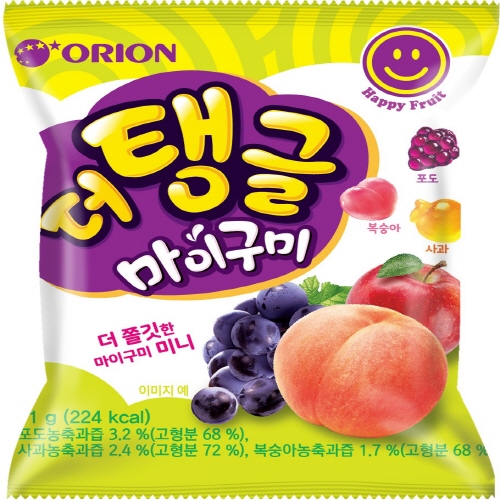 ORION
Happy Fruit
더 탱글
마이구미
포도
복숭아
사과
더 쫄깃한
마이구미 미니
이미지 예
1 g (224 kcal)
포도농축과즙 3.2 %(고형분 68 %),
사과농축과즙 2.4 %(고형분 72 %), 복숭아농축과즙 1.7 %(고형분 68 %